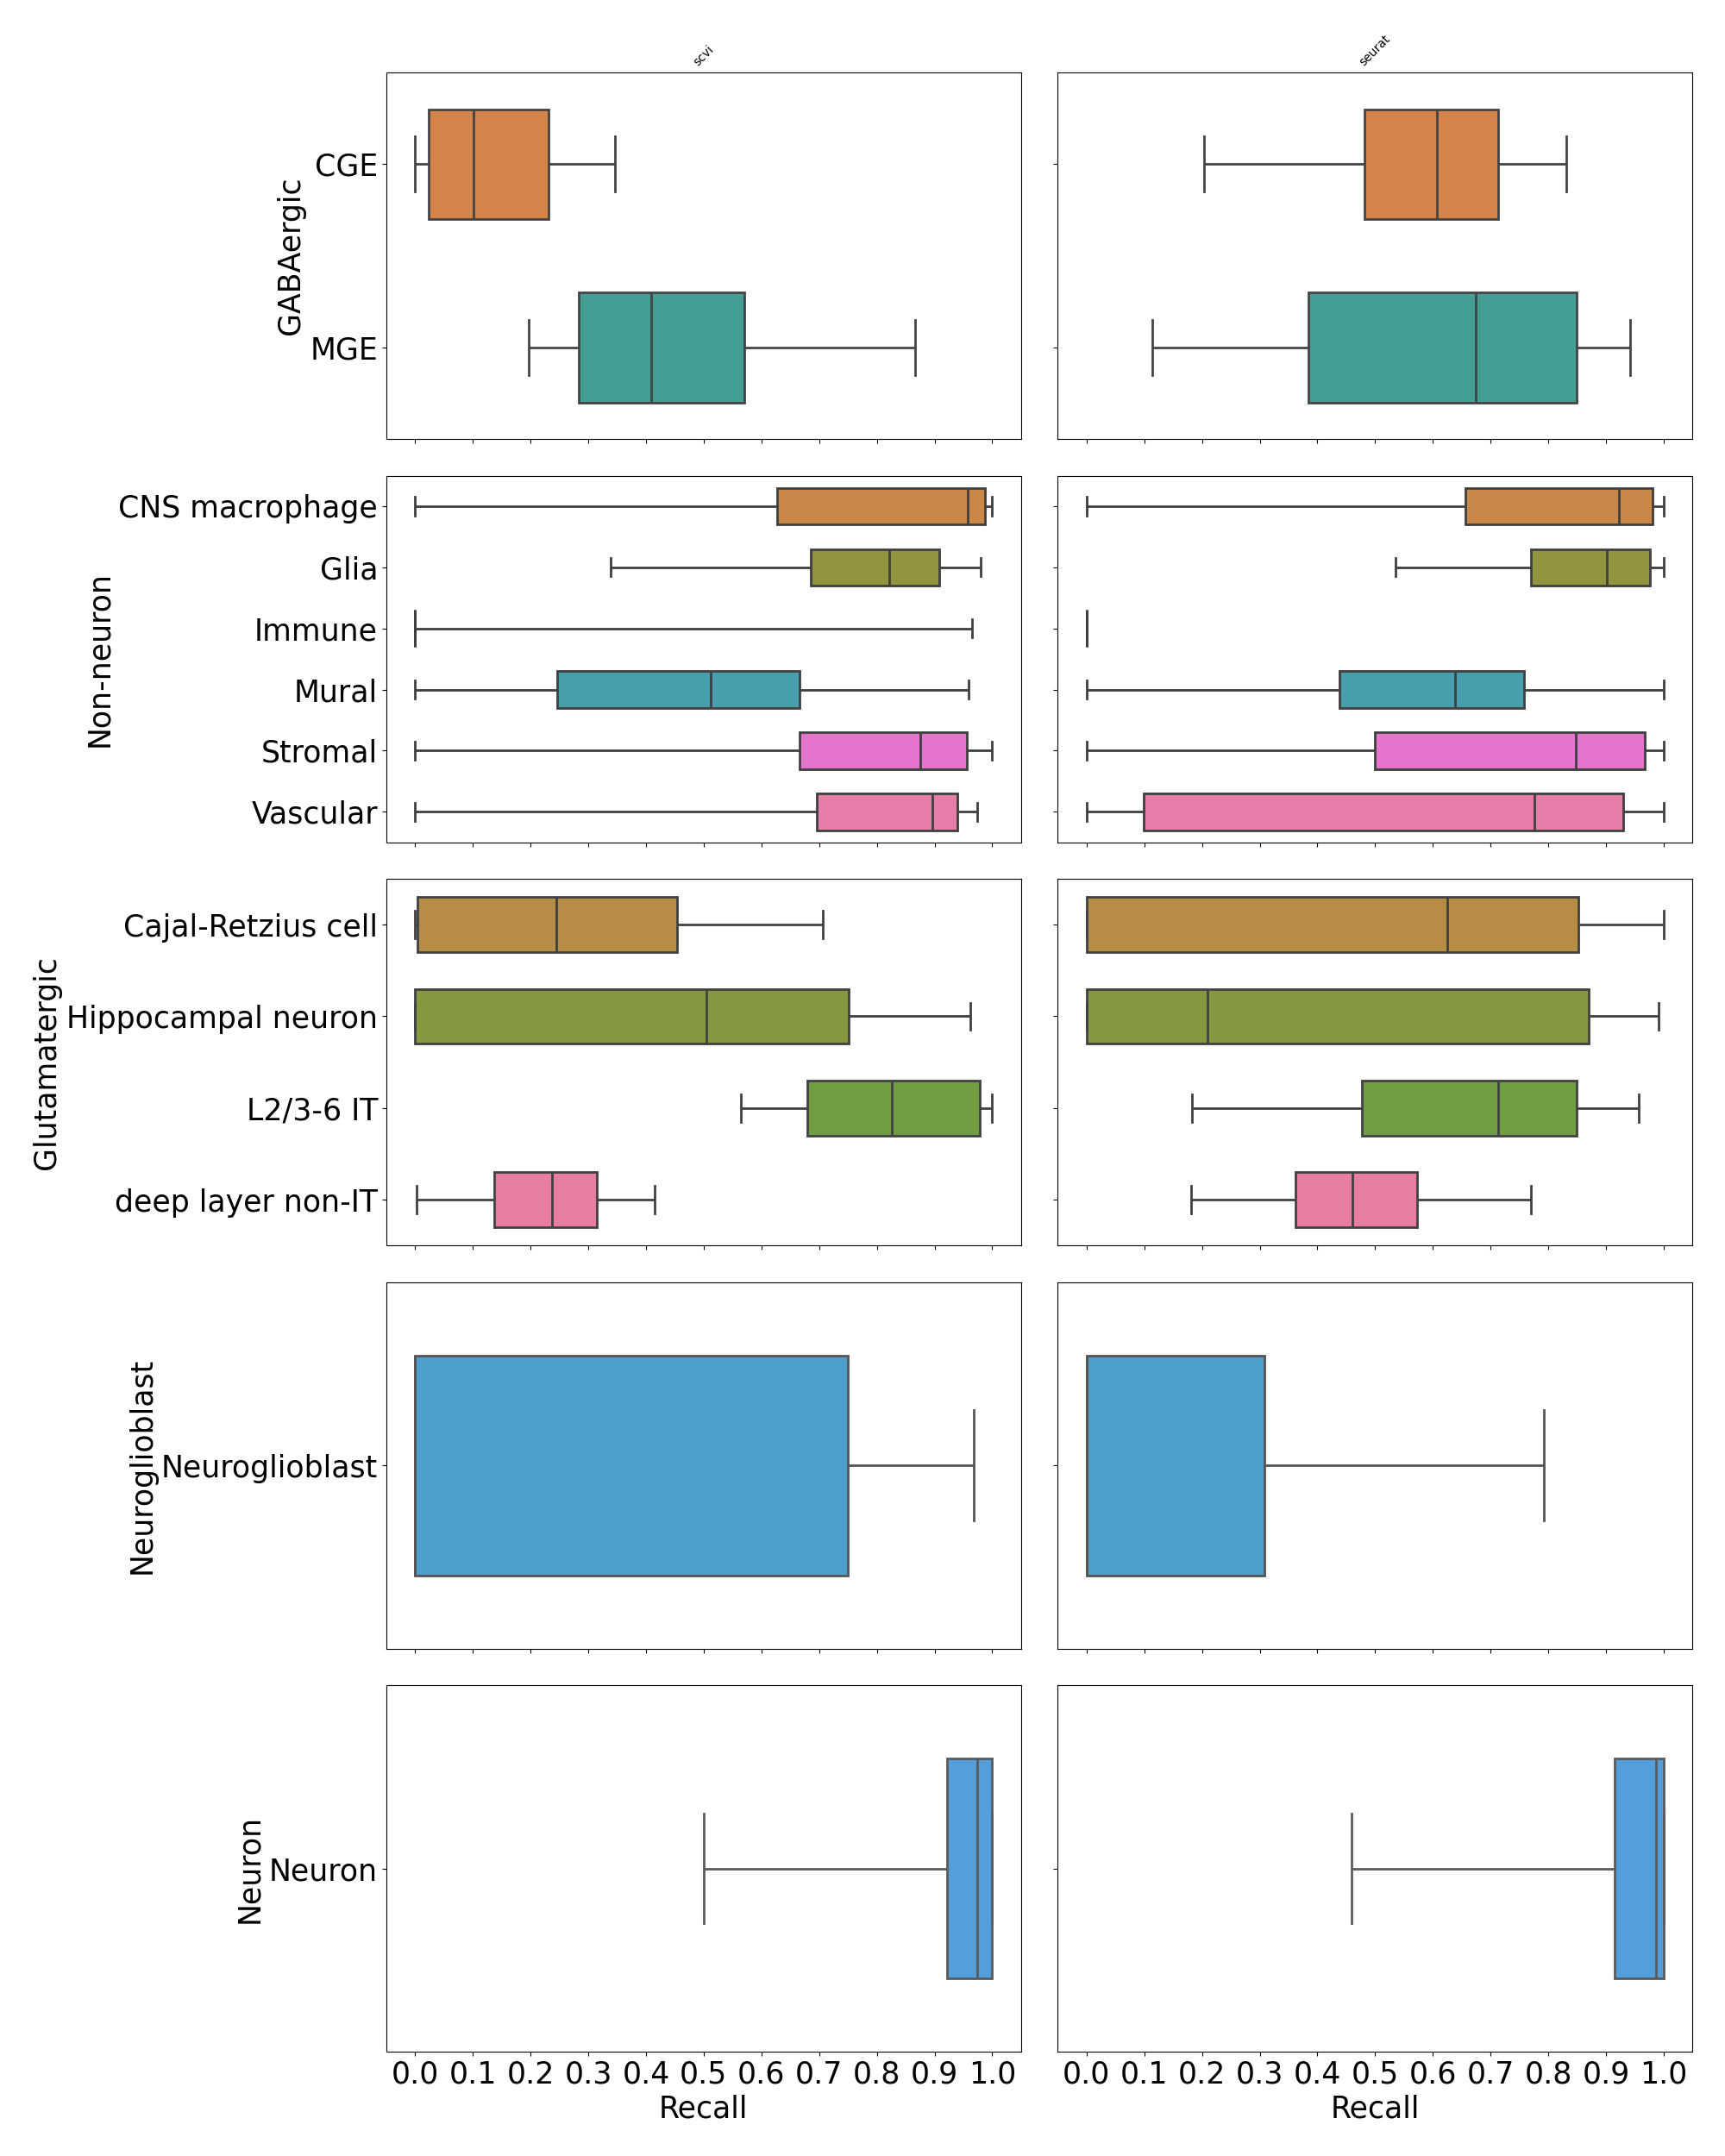 scvi
seurat
GABAergic
CGE
MGE
Non-neuron
CNS macrophage
Glia
Immune
Mural
Stromal
Vascular
Glutamatergic
Cajal-Retzius cell
Hippocampal neuron
L2/3-6 IT
deep layer non-IT
Neuroglioblast
Neuroglioblast
Neuron
Neuron
0.0 0.1 0.2 0.3 0.4 0.5 0.6 0.7 0.8 0.9 1.0
Recall
0.0 0.1 0.2 0.3 0.4 0.5 0.6 0.7 0.8 0.9 1.0
Recall